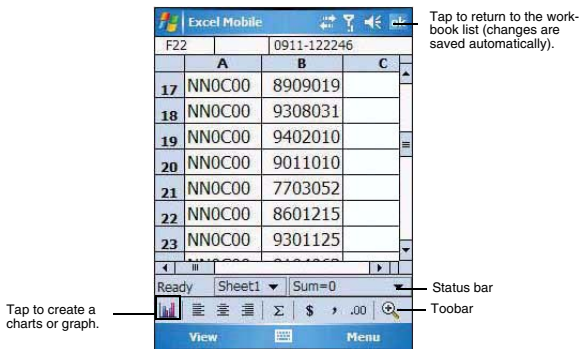 Excel Mobile
ok
Tap to return to the work-
book list (changes are
saved automatically).
F22 0911-122246
A B C
17 NN0C00 8909019
18 NN0C00 9308031
19 NN0C00 9402010
20 NN0C00 9011010
21 NN0C00 7703052
22 NN0C00 8601215
23 NN0C00 9301125
Ready Sheet1 Sum=0
Status bar
Tap to create a
charts or graph.
Σ $ , .00
Toobar
View Menu